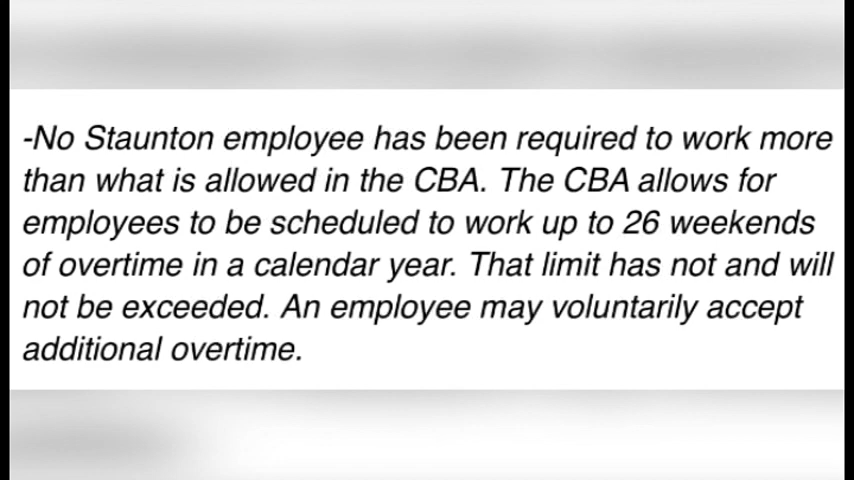 -No Staunton employee has been required to work more
than what is allowed in the CBA. The CBA allows for
employees to be scheduled to work up to 26 weekends
of overtime in a calendar year. That limit has not and will
not be exceeded. An employee may voluntarily accept
additional overtime.